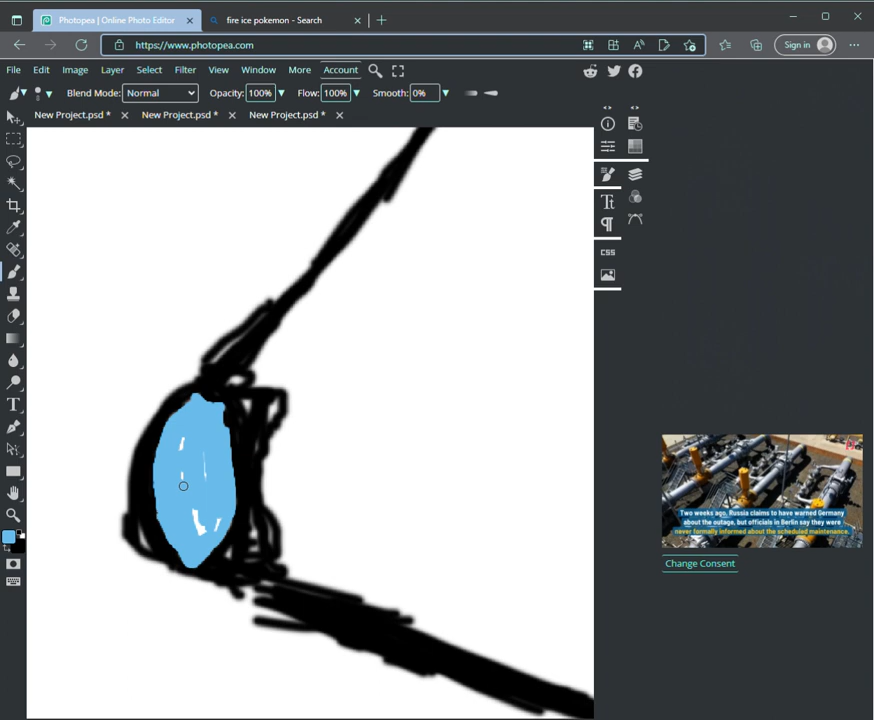 Photopea | Online Photo Editor
fire ice pokemon - Search
https://www.photopea.com
Sign in
File Edit Image Layer Select Filter View Window More Account
Blend Mode: Normal Opacity: 100% Flow: 100% Smooth: 0%
New Project.psd * New Project.psd * New Project.psd *
CSS
Two weeks ago, Russia claims to have warned Germany
about the outage, but officials in Berlin say they were
never formally informed about the scheduled maintenance.
Change Consent